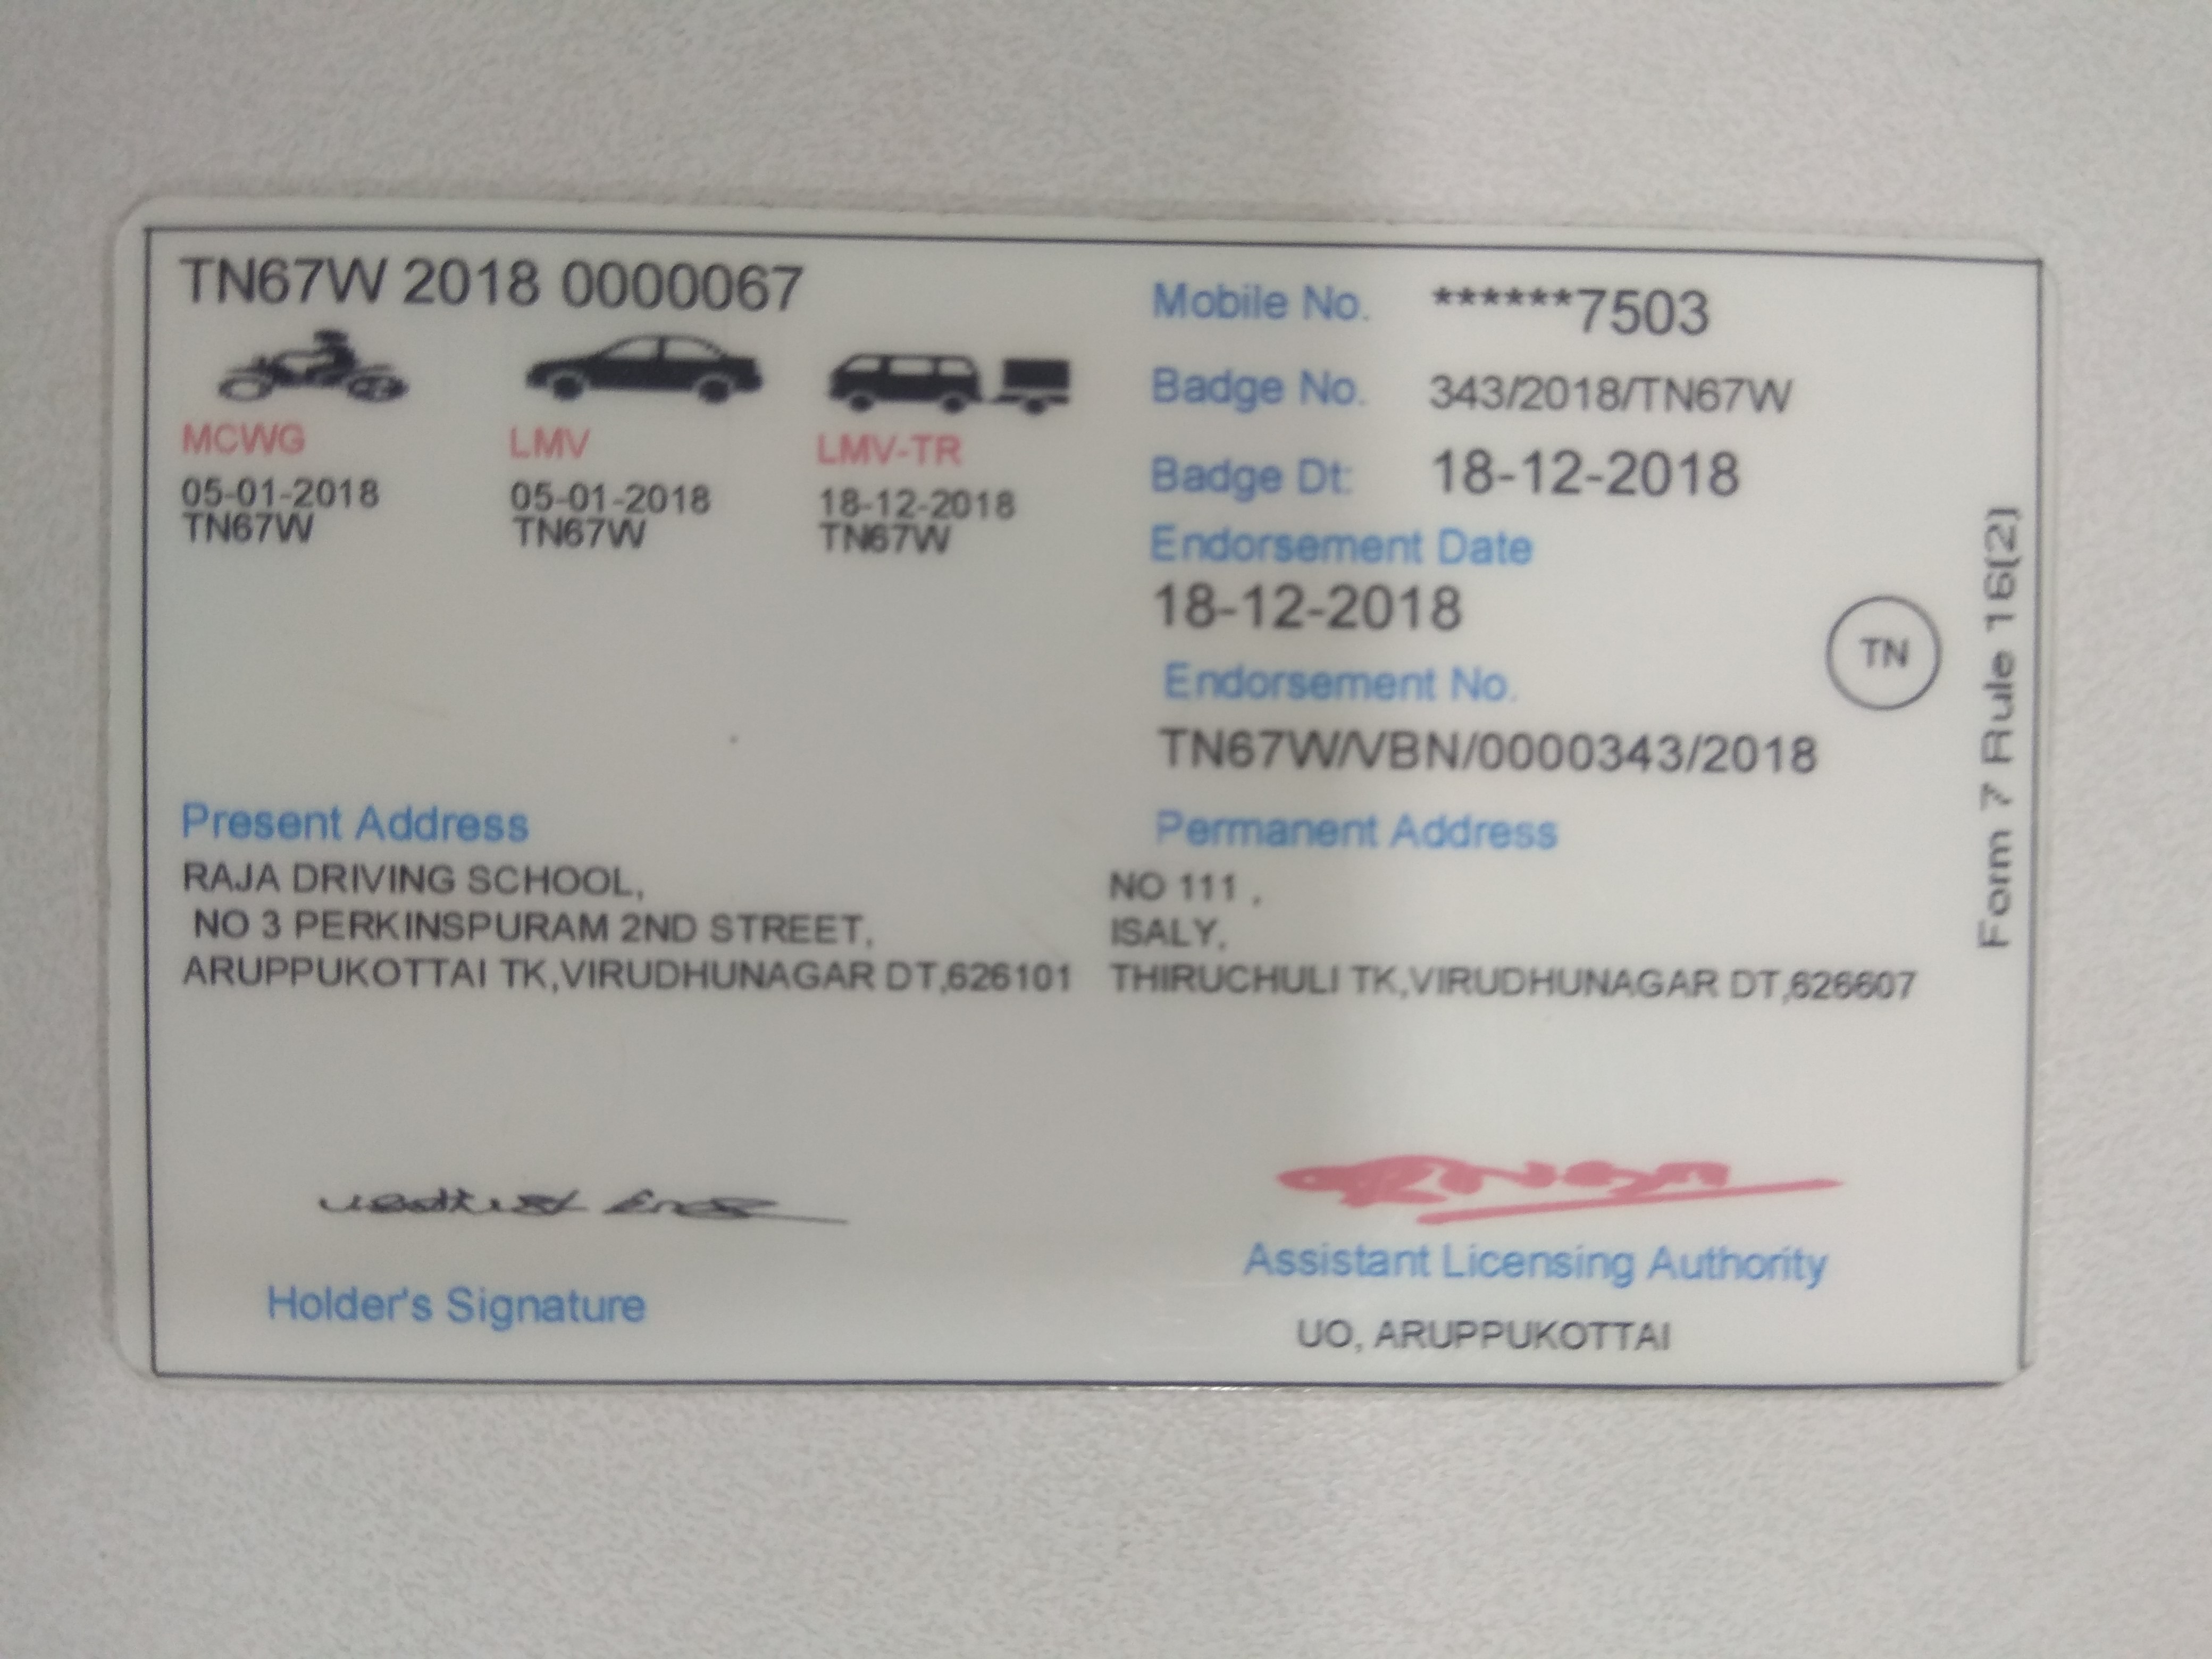 TN67W 2018 0000067
MCWG
05-01-2018
TN67W
LMV
05-01-2018
TN67W
LMV-TR
18-12-2018
TN67W
Mobile No. ******7503
Badge No. 343/2018/TN67W
Badge Dt: 18-12-2018
Endorsement Date
18-12-2018
Endorsement No.
TN67W/VBN/0000343/2018
TN
Form 7 Rule 16(2)
Present Address
RAJA DRIVING SCHOOL,
NO 3 PERKINSPURAM 2ND STREET,
ARUPPUKOTTAI TK,VIRUDHUNAGAR DT,626101
Permanent Address
NO 111 ,
ISALY,
THIRUCHULI TK,VIRUDHUNAGAR DT,626607
Holder's Signature
Assistant Licensing Authority
UO, ARUPPUKOTTAI